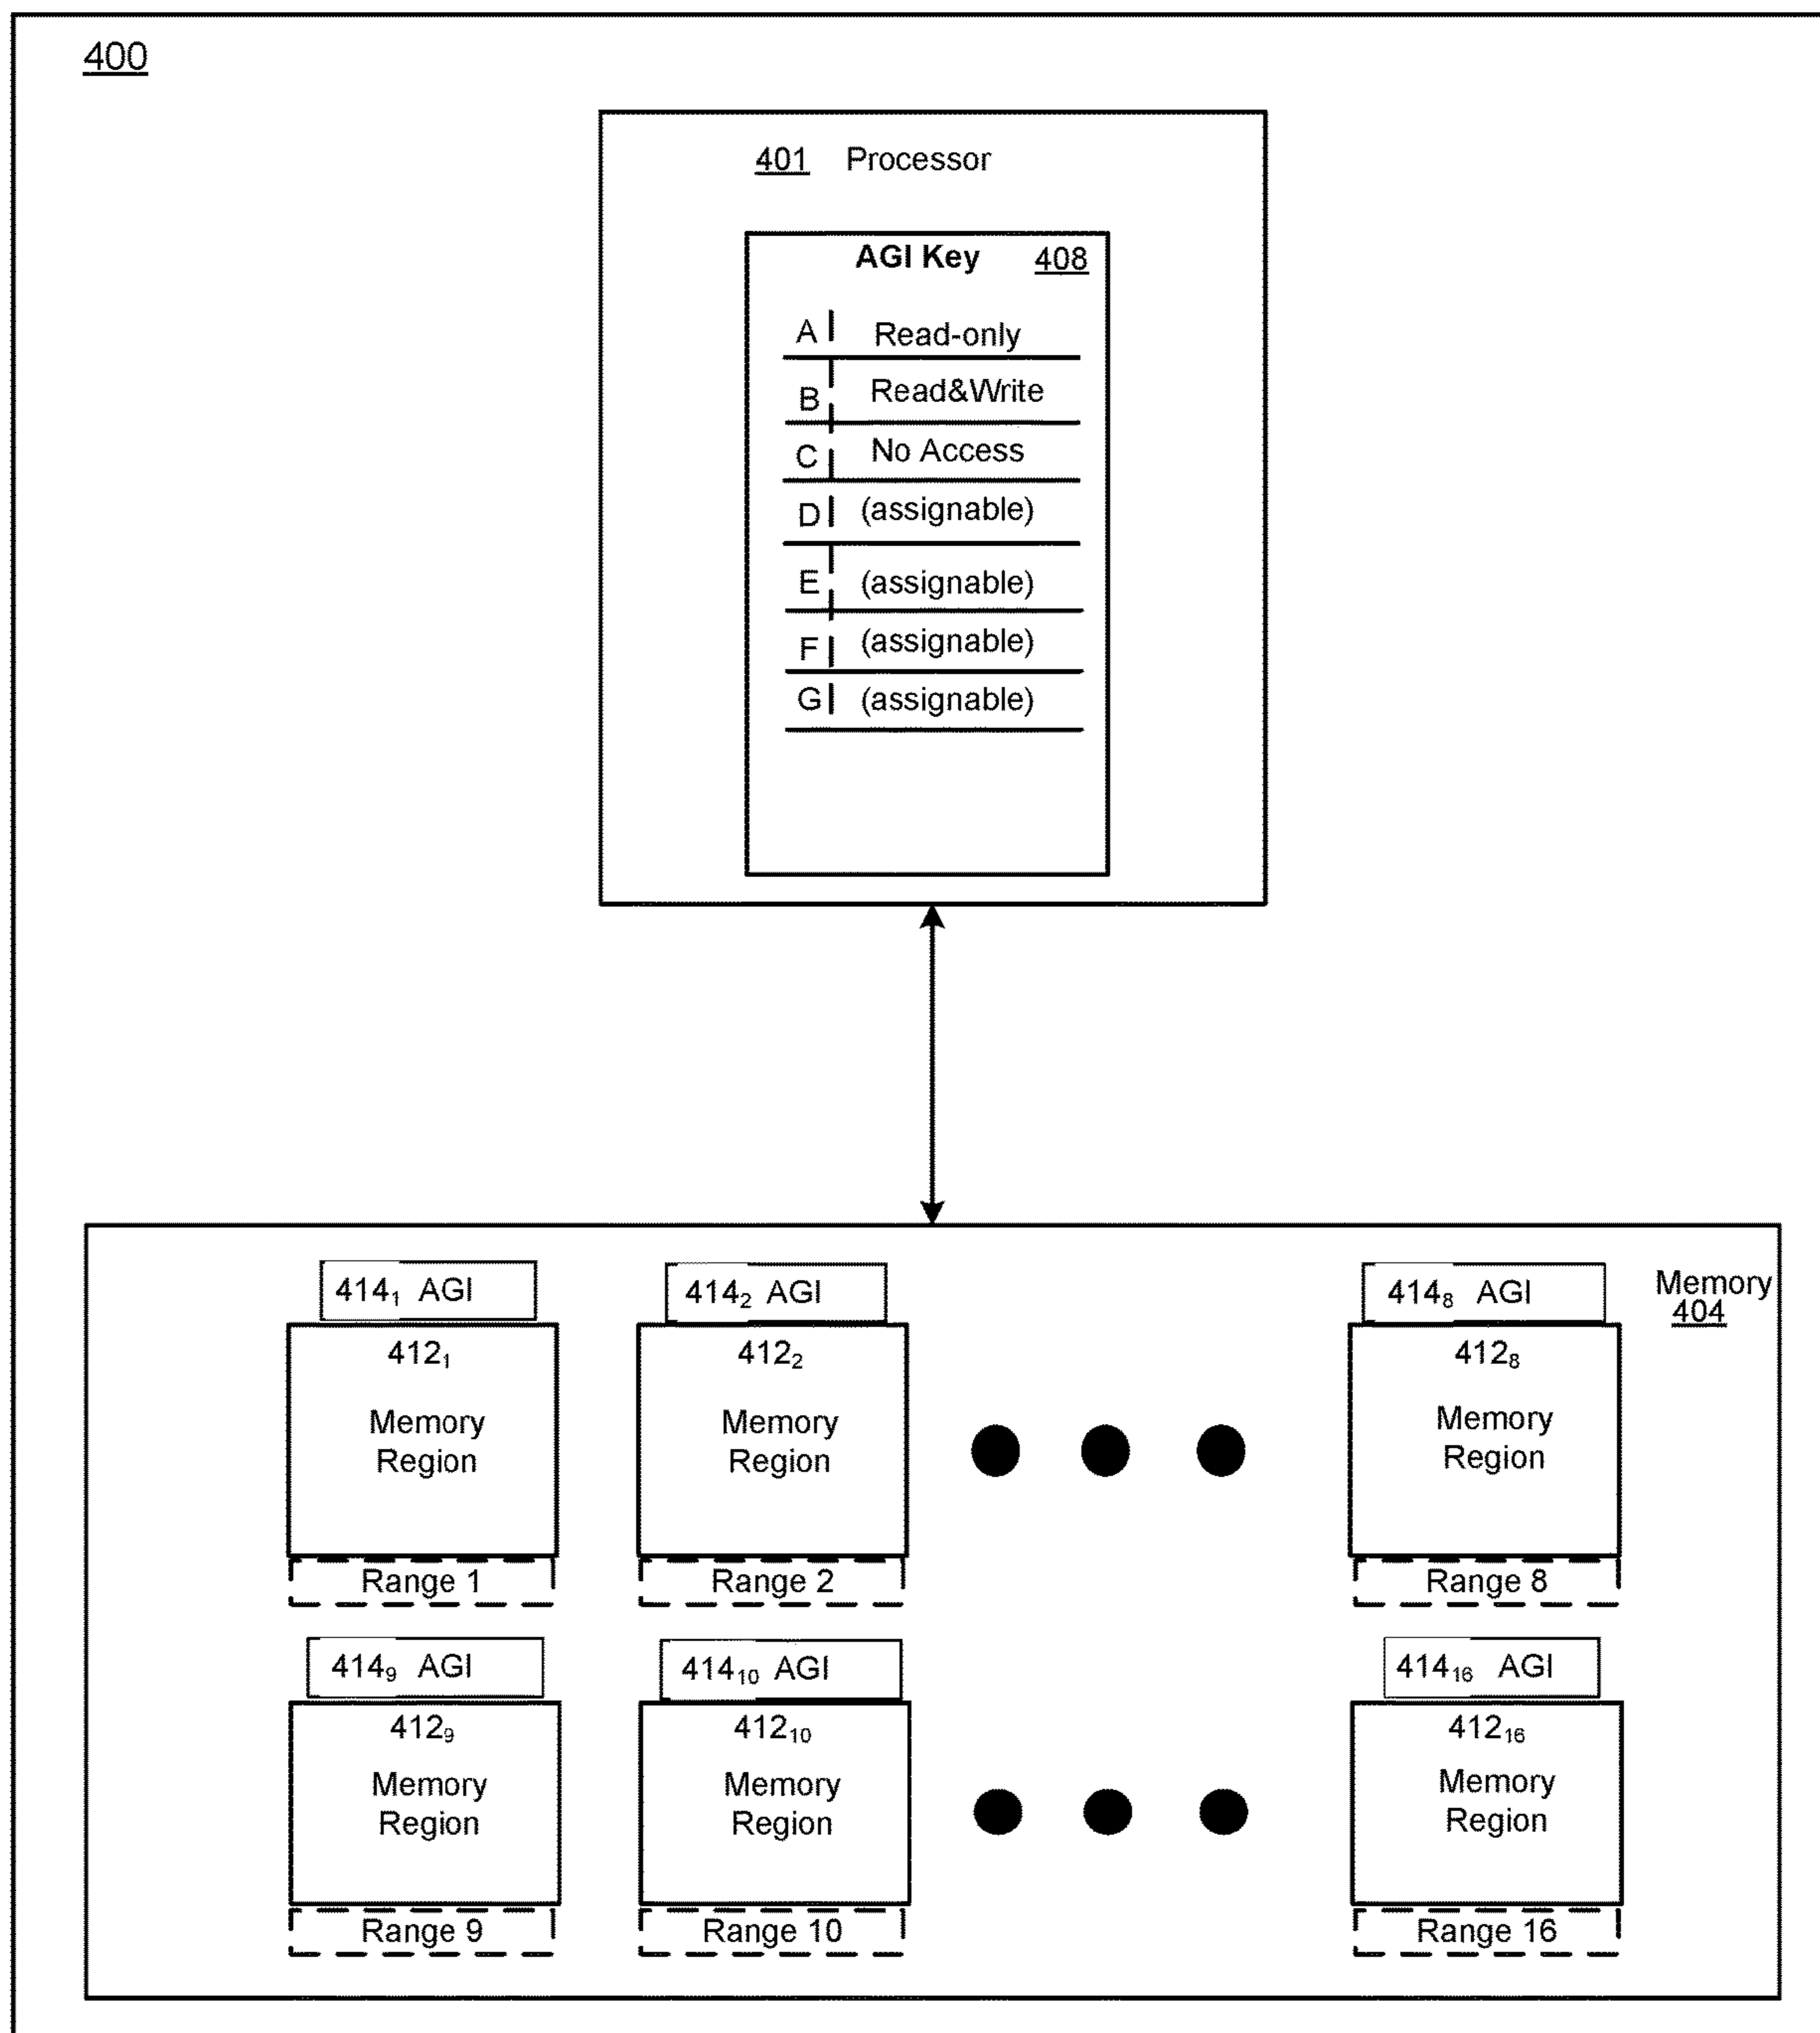 400
401 Processor
AGI Key 408
A Read-only
B Read&Write
C No Access
D (assignable)
E (assignable)
F (assignable)
G (assignable)
414₁ AGI
414₂ AGI
414₈ AGI
Memory
404
412₁
Memory
Region
412₂
Memory
Region
412₈
Memory
Region
Range 1
Range 2
Range 8
414₉ AGI
414₁₀ AGI
414₁₆ AGI
412₉
Memory
Region
412₁₀
Memory
Region
412₁₆
Memory
Region
Range 9
Range 10
Range 16